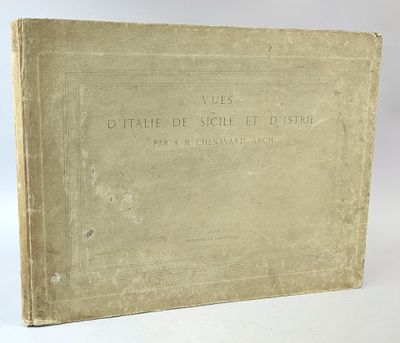 VUES
D'ITALIE DE SICILE ET D'ISTRIE
PAR A. M. CHENAVARD ARCH.